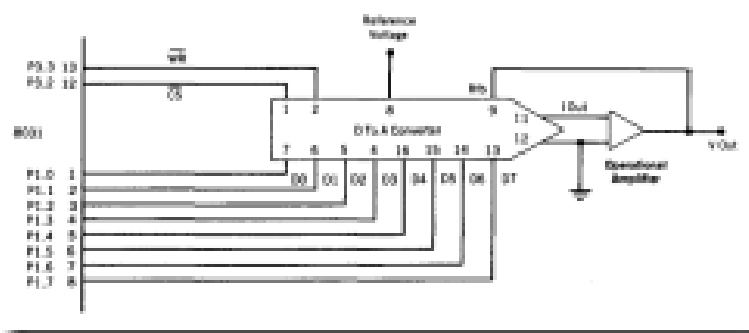 Reference
Voltage
P3.3 13
WR
P3.2 12
CS
Rfb
1 2 8 9
11
I Out
D To A Converter
12
8031
7 6 5 4 16 15 14 13
V Out
Operational
Amplifier
P1.0 1
D0 D1 D2 D3 D4 D5 D6 D7
P1.1 2
P1.2 3
P1.3 4
P1.4 5
P1.5 6
P1.6 7
P1.7 8